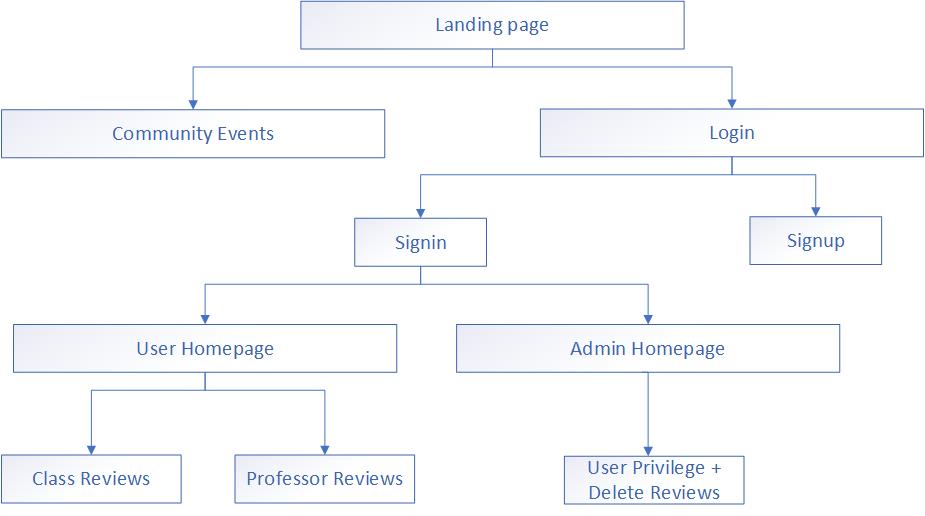 Landing page
Community Events
Login
Signin
Signup
User Homepage
Admin Homepage
Class Reviews
Professor Reviews
User Privilege +
Delete Reviews